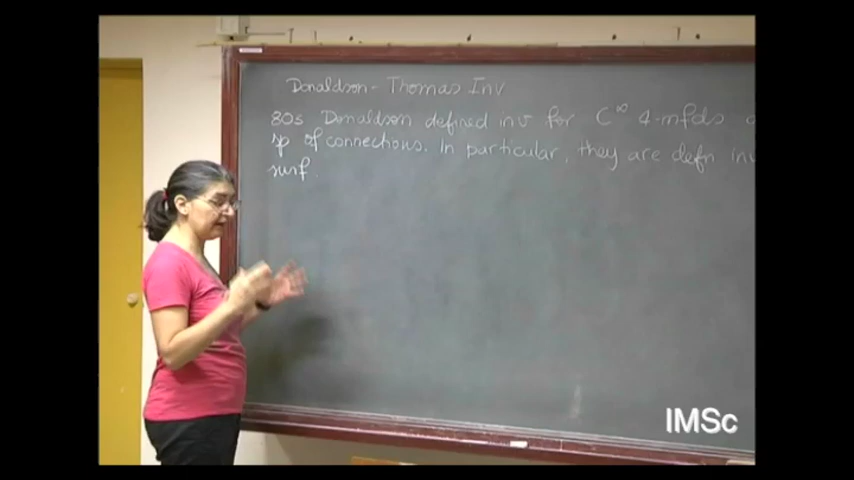 Donaldson - Thomas Inv
80s Donaldson defined inv for C∞ 4-mfds
sp of connections. In particular, they are defn inv
surf.
IMSc